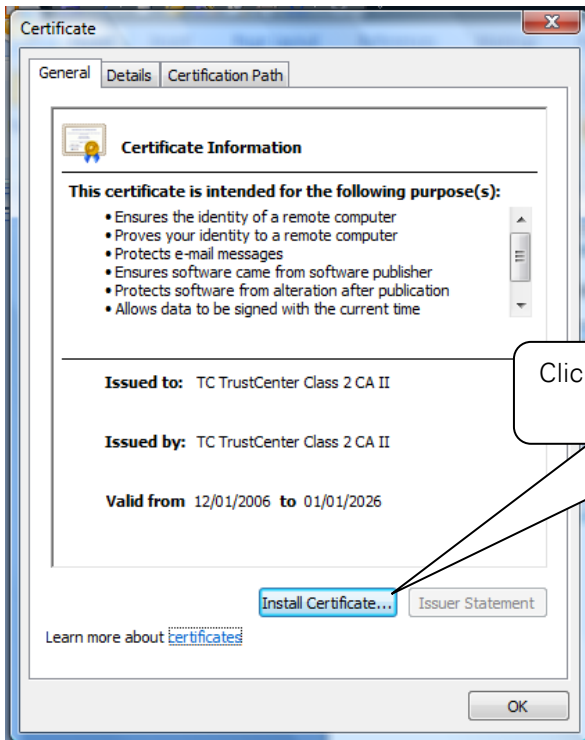 Certificate
General Details Certification Path
Certificate Information
This certificate is intended for the following purpose(s):
• Ensures the identity of a remote computer
• Proves your identity to a remote computer
• Protects e-mail messages
• Ensures software came from software publisher
• Protects software from alteration after publication
• Allows data to be signed with the current time
Issued to: TC TrustCenter Class 2 CA II
Clic
Issued by: TC TrustCenter Class 2 CA II
Valid from 12/01/2006 to 01/01/2026
Install Certificate... Issuer Statement
Learn more about certificates
OK